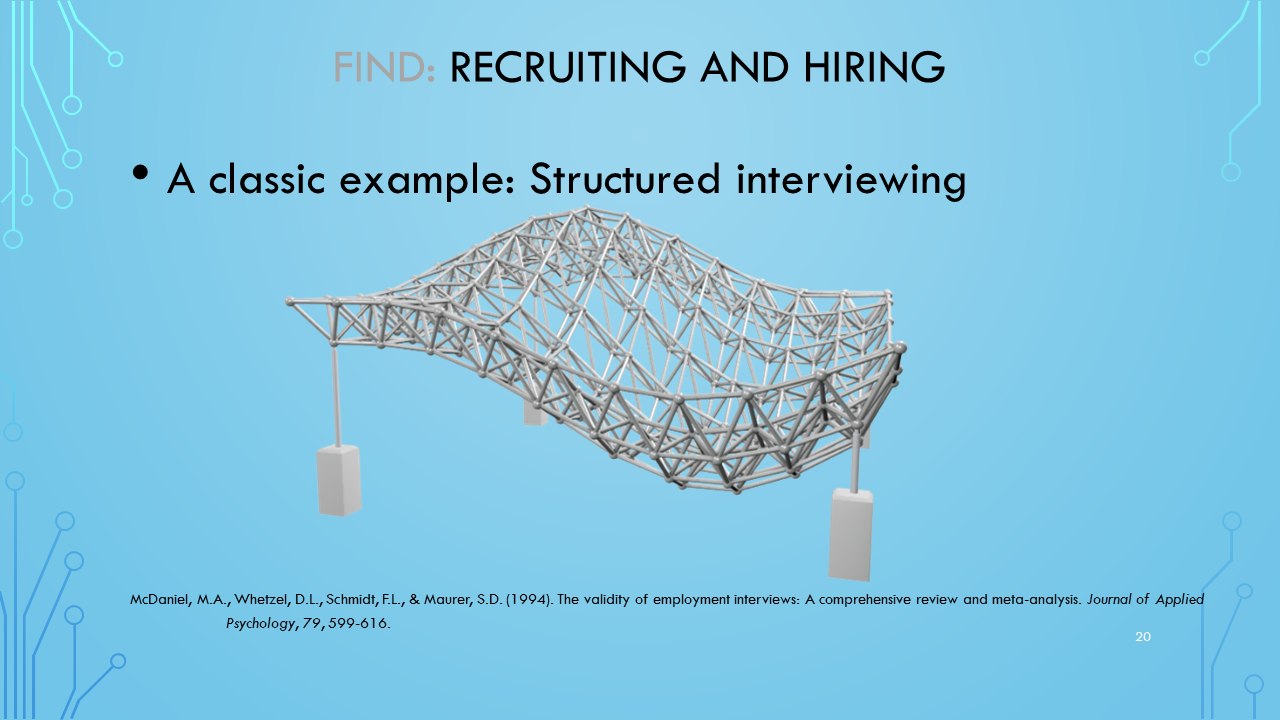 FIND: RECRUITING AND HIRING
• A classic example: Structured interviewing
McDaniel, M.A., Whetzel, D.L., Schmidt, F.L., & Maurer, S.D. (1994). The validity of employment interviews: A comprehensive review and meta-analysis. Journal of Applied
Psychology, 79, 599-616.
20